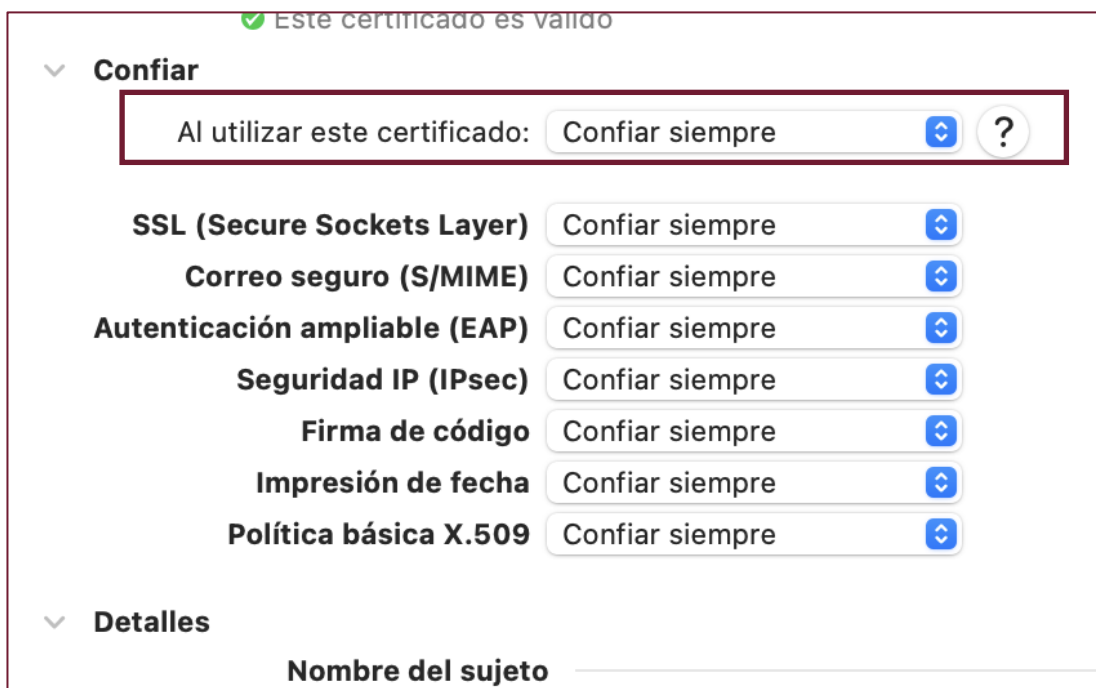 Este certificado es válido
Confiar
Al utilizar este certificado: Confiar siempre ?
SSL (Secure Sockets Layer) Confiar siempre
Correo seguro (S/MIME) Confiar siempre
Autenticación ampliable (EAP) Confiar siempre
Seguridad IP (IPsec) Confiar siempre
Firma de código Confiar siempre
Impresión de fecha Confiar siempre
Política básica X.509 Confiar siempre
Detalles
Nombre del sujeto